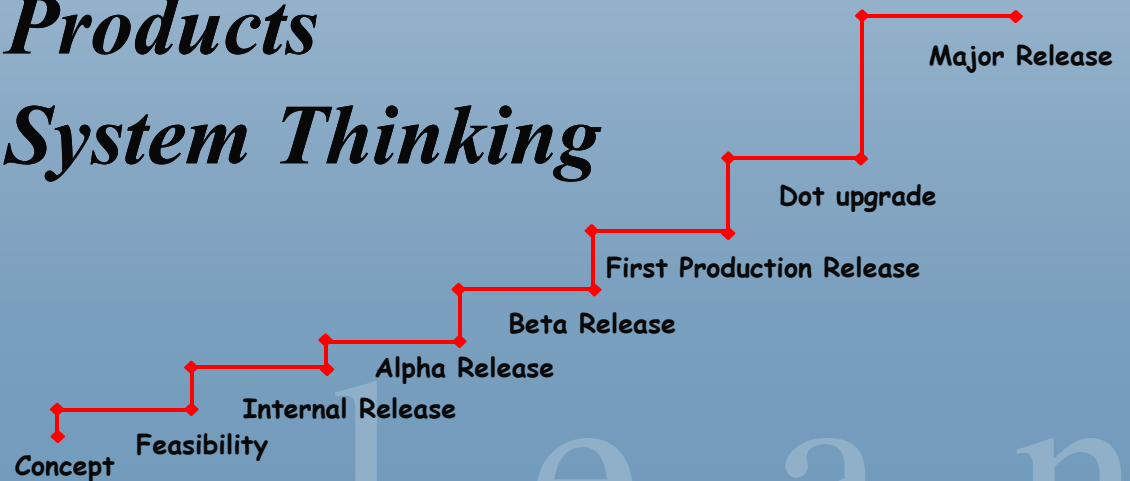 Products
System Thinking
Major Release
Dot upgrade
First Production Release
Beta Release
Alpha Release
Internal Release
Feasibility
Concept
l e a n